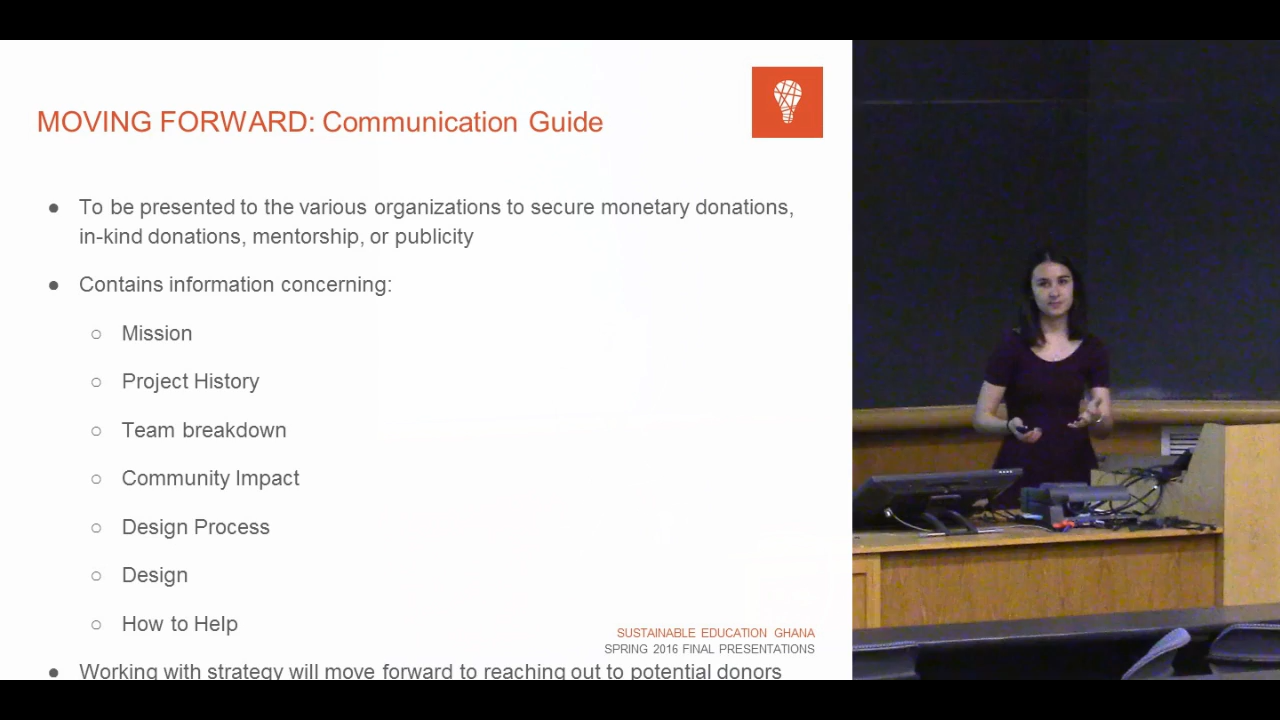 MOVING FORWARD: Communication Guide
● To be presented to the various organizations to secure monetary donations,
in-kind donations, mentorship, or publicity
● Contains information concerning:
○ Mission
○ Project History
○ Team breakdown
○ Community Impact
○ Design Process
○ Design
○ How to Help
SUSTAINABLE EDUCATION GHANA
SPRING 2016 FINAL PRESENTATIONS
● Working with strategy will move forward to reaching out to potential donors